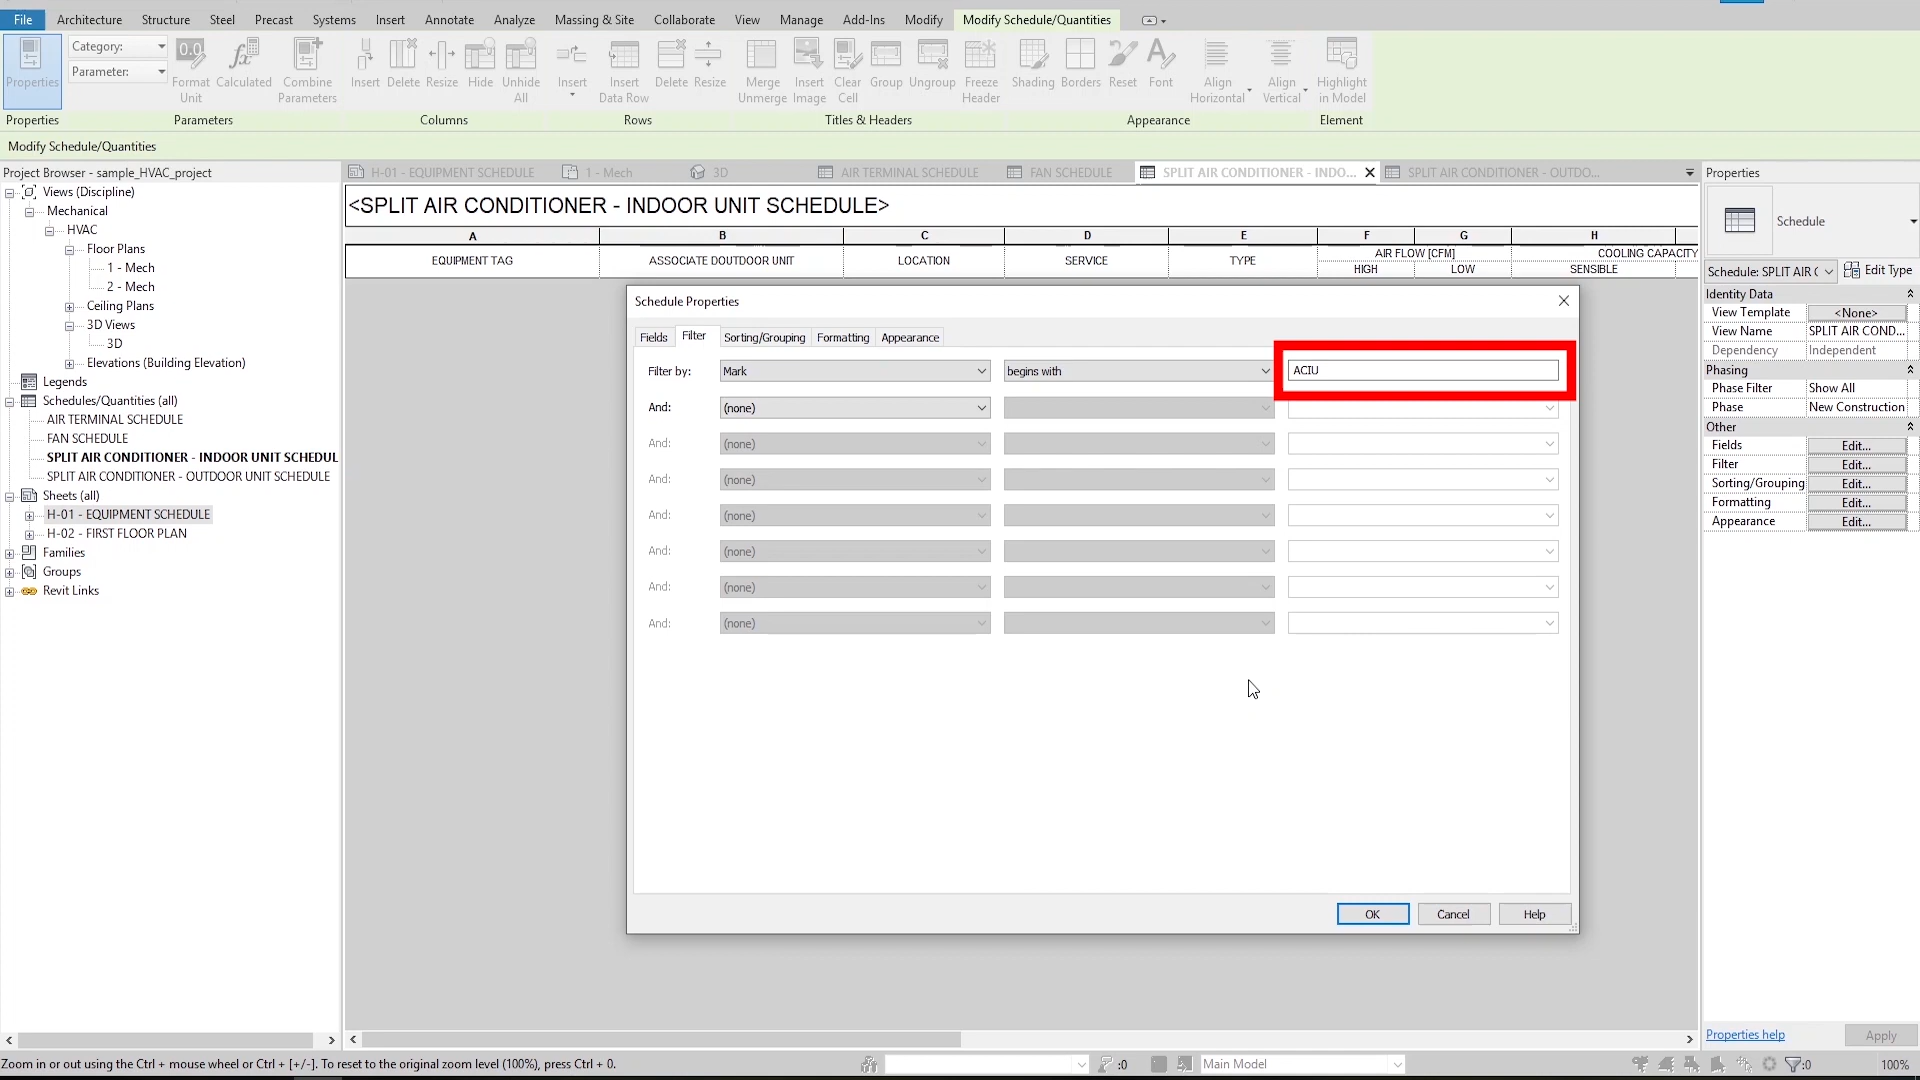 File Architecture Structure Steel Precast Systems Insert Annotate Analyze Massing & Site Collaborate View Manage Add-Ins Modify Modify Schedule/Quantities
Properties
Category:
Parameter:
Format Unit
Calculated
Combine Parameters
Insert Delete Resize Hide Unhide All
Insert
Insert Data Row
Delete Resize
Merge Unmerge
Insert Image
Clear Cell
Group Ungroup
Freeze Header
Shading Borders Reset Font
Align Horizontal
Align Vertical
Highlight in Model
Properties Parameters Columns Rows Titles & Headers Appearance Element
Modify Schedule/Quantities
Project Browser - sample_HVAC_project
Views (Discipline)
Mechanical
HVAC
Floor Plans
1 - Mech
2 - Mech
Ceiling Plans
3D Views
3D
Elevations (Building Elevation)
Legends
Schedules/Quantities (all)
AIR TERMINAL SCHEDULE
FAN SCHEDULE
SPLIT AIR CONDITIONER - INDOOR UNIT SCHEDUL
SPLIT AIR CONDITIONER - OUTDOOR UNIT SCHEDULE
Sheets (all)
H-01 - EQUIPMENT SCHEDULE
H-02 - FIRST FLOOR PLAN
Families
Groups
Revit Links
H-01 - EQUIPMENT SCHEDULE 1 - Mech 3D AIR TERMINAL SCHEDULE FAN SCHEDULE SPLIT AIR CONDITIONER - INDO... SPLIT AIR CONDITIONER - OUTDO...
<SPLIT AIR CONDITIONER - INDOOR UNIT SCHEDULE>
A B C D E F G H
EQUIPMENT TAG ASSOCIATE DOUTDOOR UNIT LOCATION SERVICE TYPE
AIR FLOW [CFM] COOLING CAPACITY
HIGH LOW SENSIBLE
Schedule Properties
Fields Filter Sorting/Grouping Formatting Appearance
Filter by: Mark begins with ACIU
And: (none)
And: (none)
And: (none)
And: (none)
And: (none)
And: (none)
And: (none)
OK Cancel Help
Properties
Schedule
Schedule: SPLIT AIR C Edit Type
Identity Data
View Template <None>
View Name SPLIT AIR COND...
Dependency Independent
Phasing
Phase Filter Show All
Phase New Construction
Other
Fields Edit...
Filter Edit...
Sorting/Grouping Edit...
Formatting Edit...
Appearance Edit...
Properties help Apply
Zoom in or out using the Ctrl + mouse wheel or Ctrl + [+/-]. To reset to the original zoom level (100%), press Ctrl + 0.
:0 Main Model :0 100%